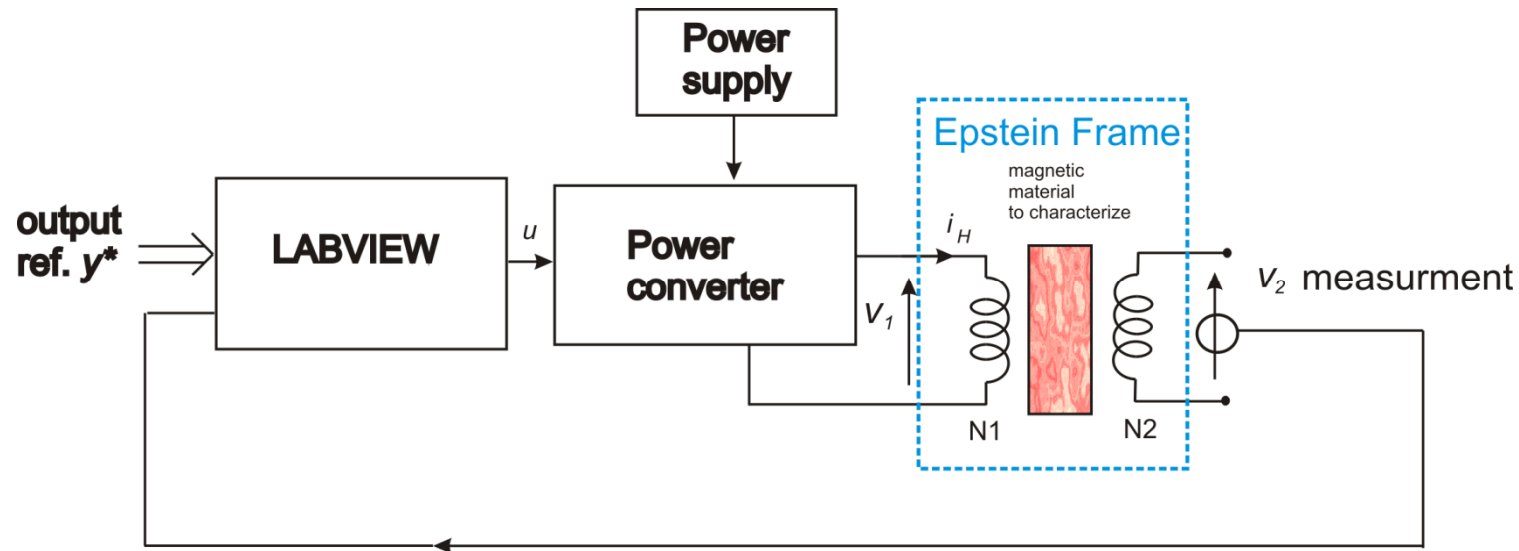 Power
supply
Epstein Frame
magnetic
material
to characterize
output
ref. y*
LABVIEW
u
Power
converter
i_H
v_1
v_2 measurment
N1
N2